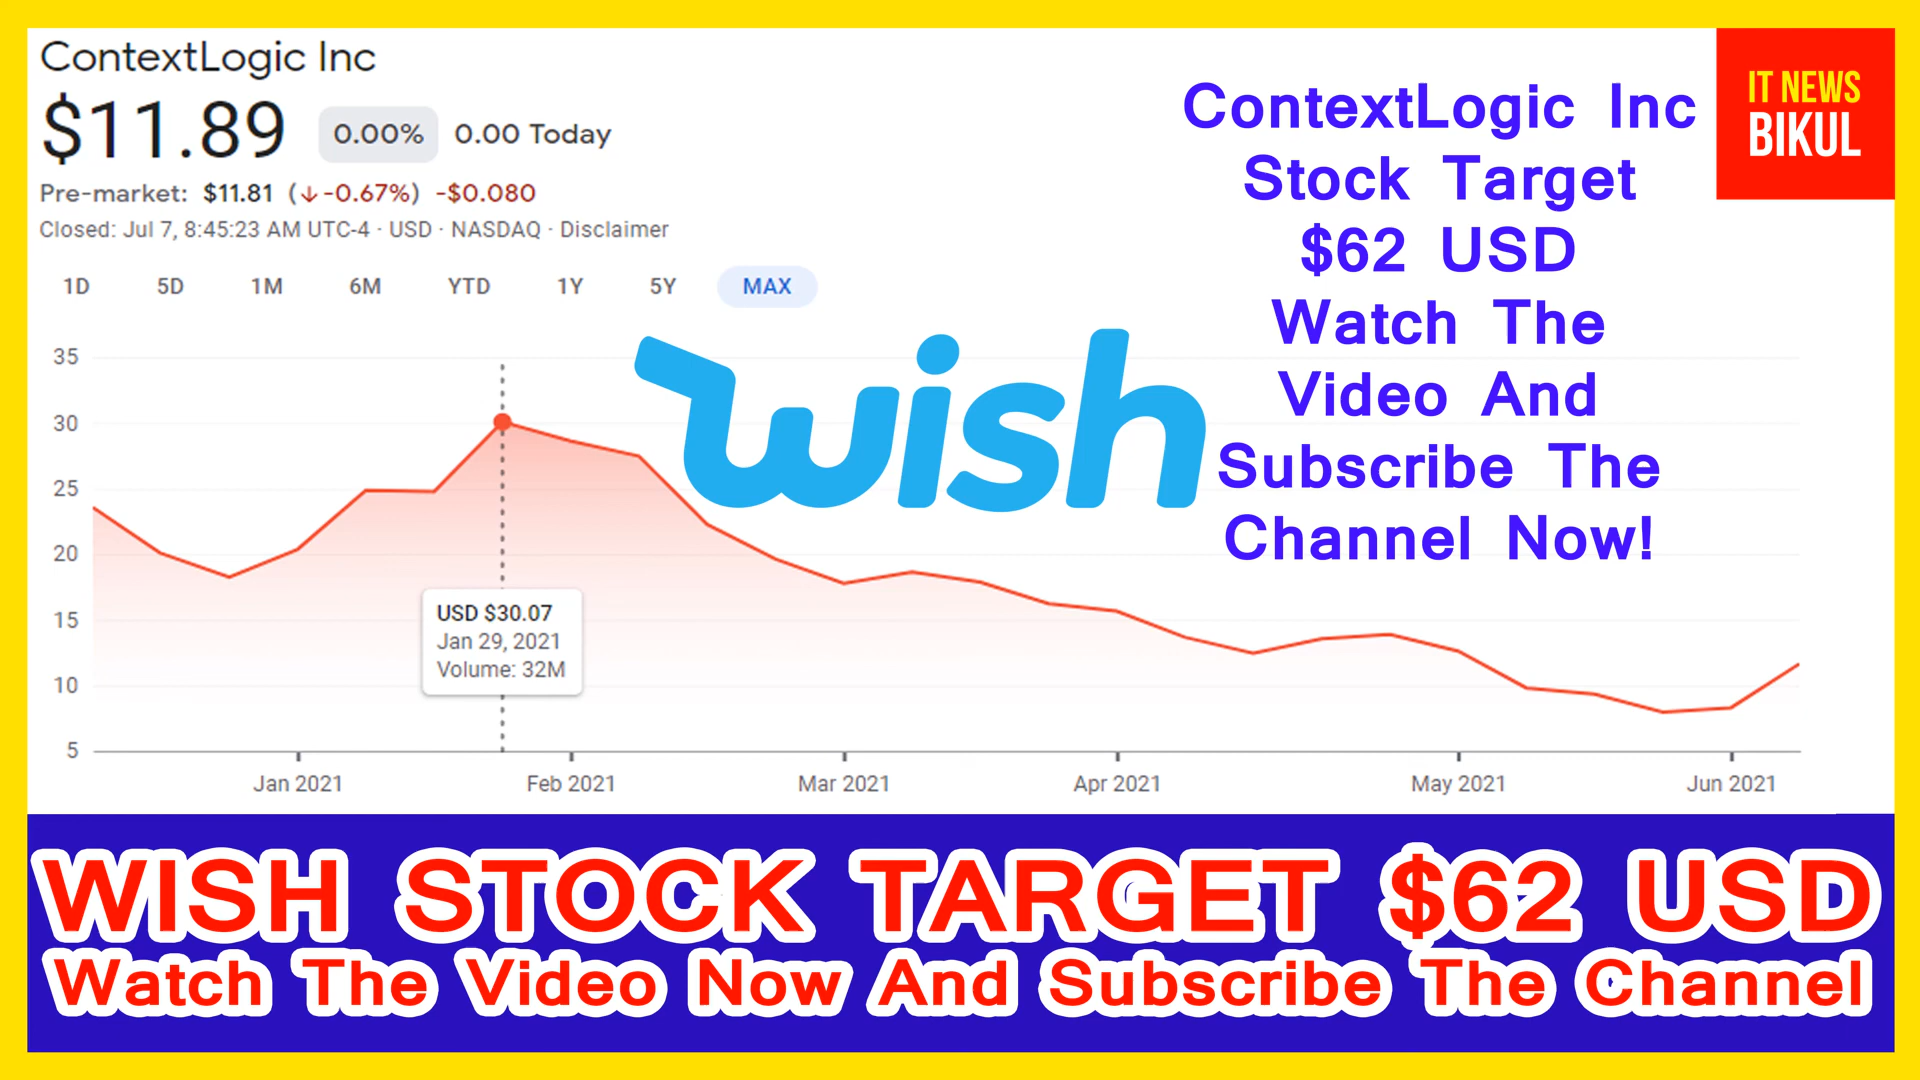 ContextLogic Inc
$11.89 0.00% 0.00 Today
Pre-market: $11.81 (↓-0.67%) -$0.080
Closed: Jul 7, 8:45:23 AM UTC-4 · USD · NASDAQ · Disclaimer
1D 5D 1M 6M YTD 1Y 5Y MAX
ContextLogic Inc
Stock Target
$62 USD
Watch The
Video And
Subscribe The
Channel Now!
IT NEWS
BIKUL
wish
35
30
25
20
15
10
5
USD $30.07
Jan 29, 2021
Volume: 32M
Jan 2021 Feb 2021 Mar 2021 Apr 2021 May 2021 Jun 2021
WISH STOCK TARGET $62 USD
Watch The Video Now And Subscribe The Channel